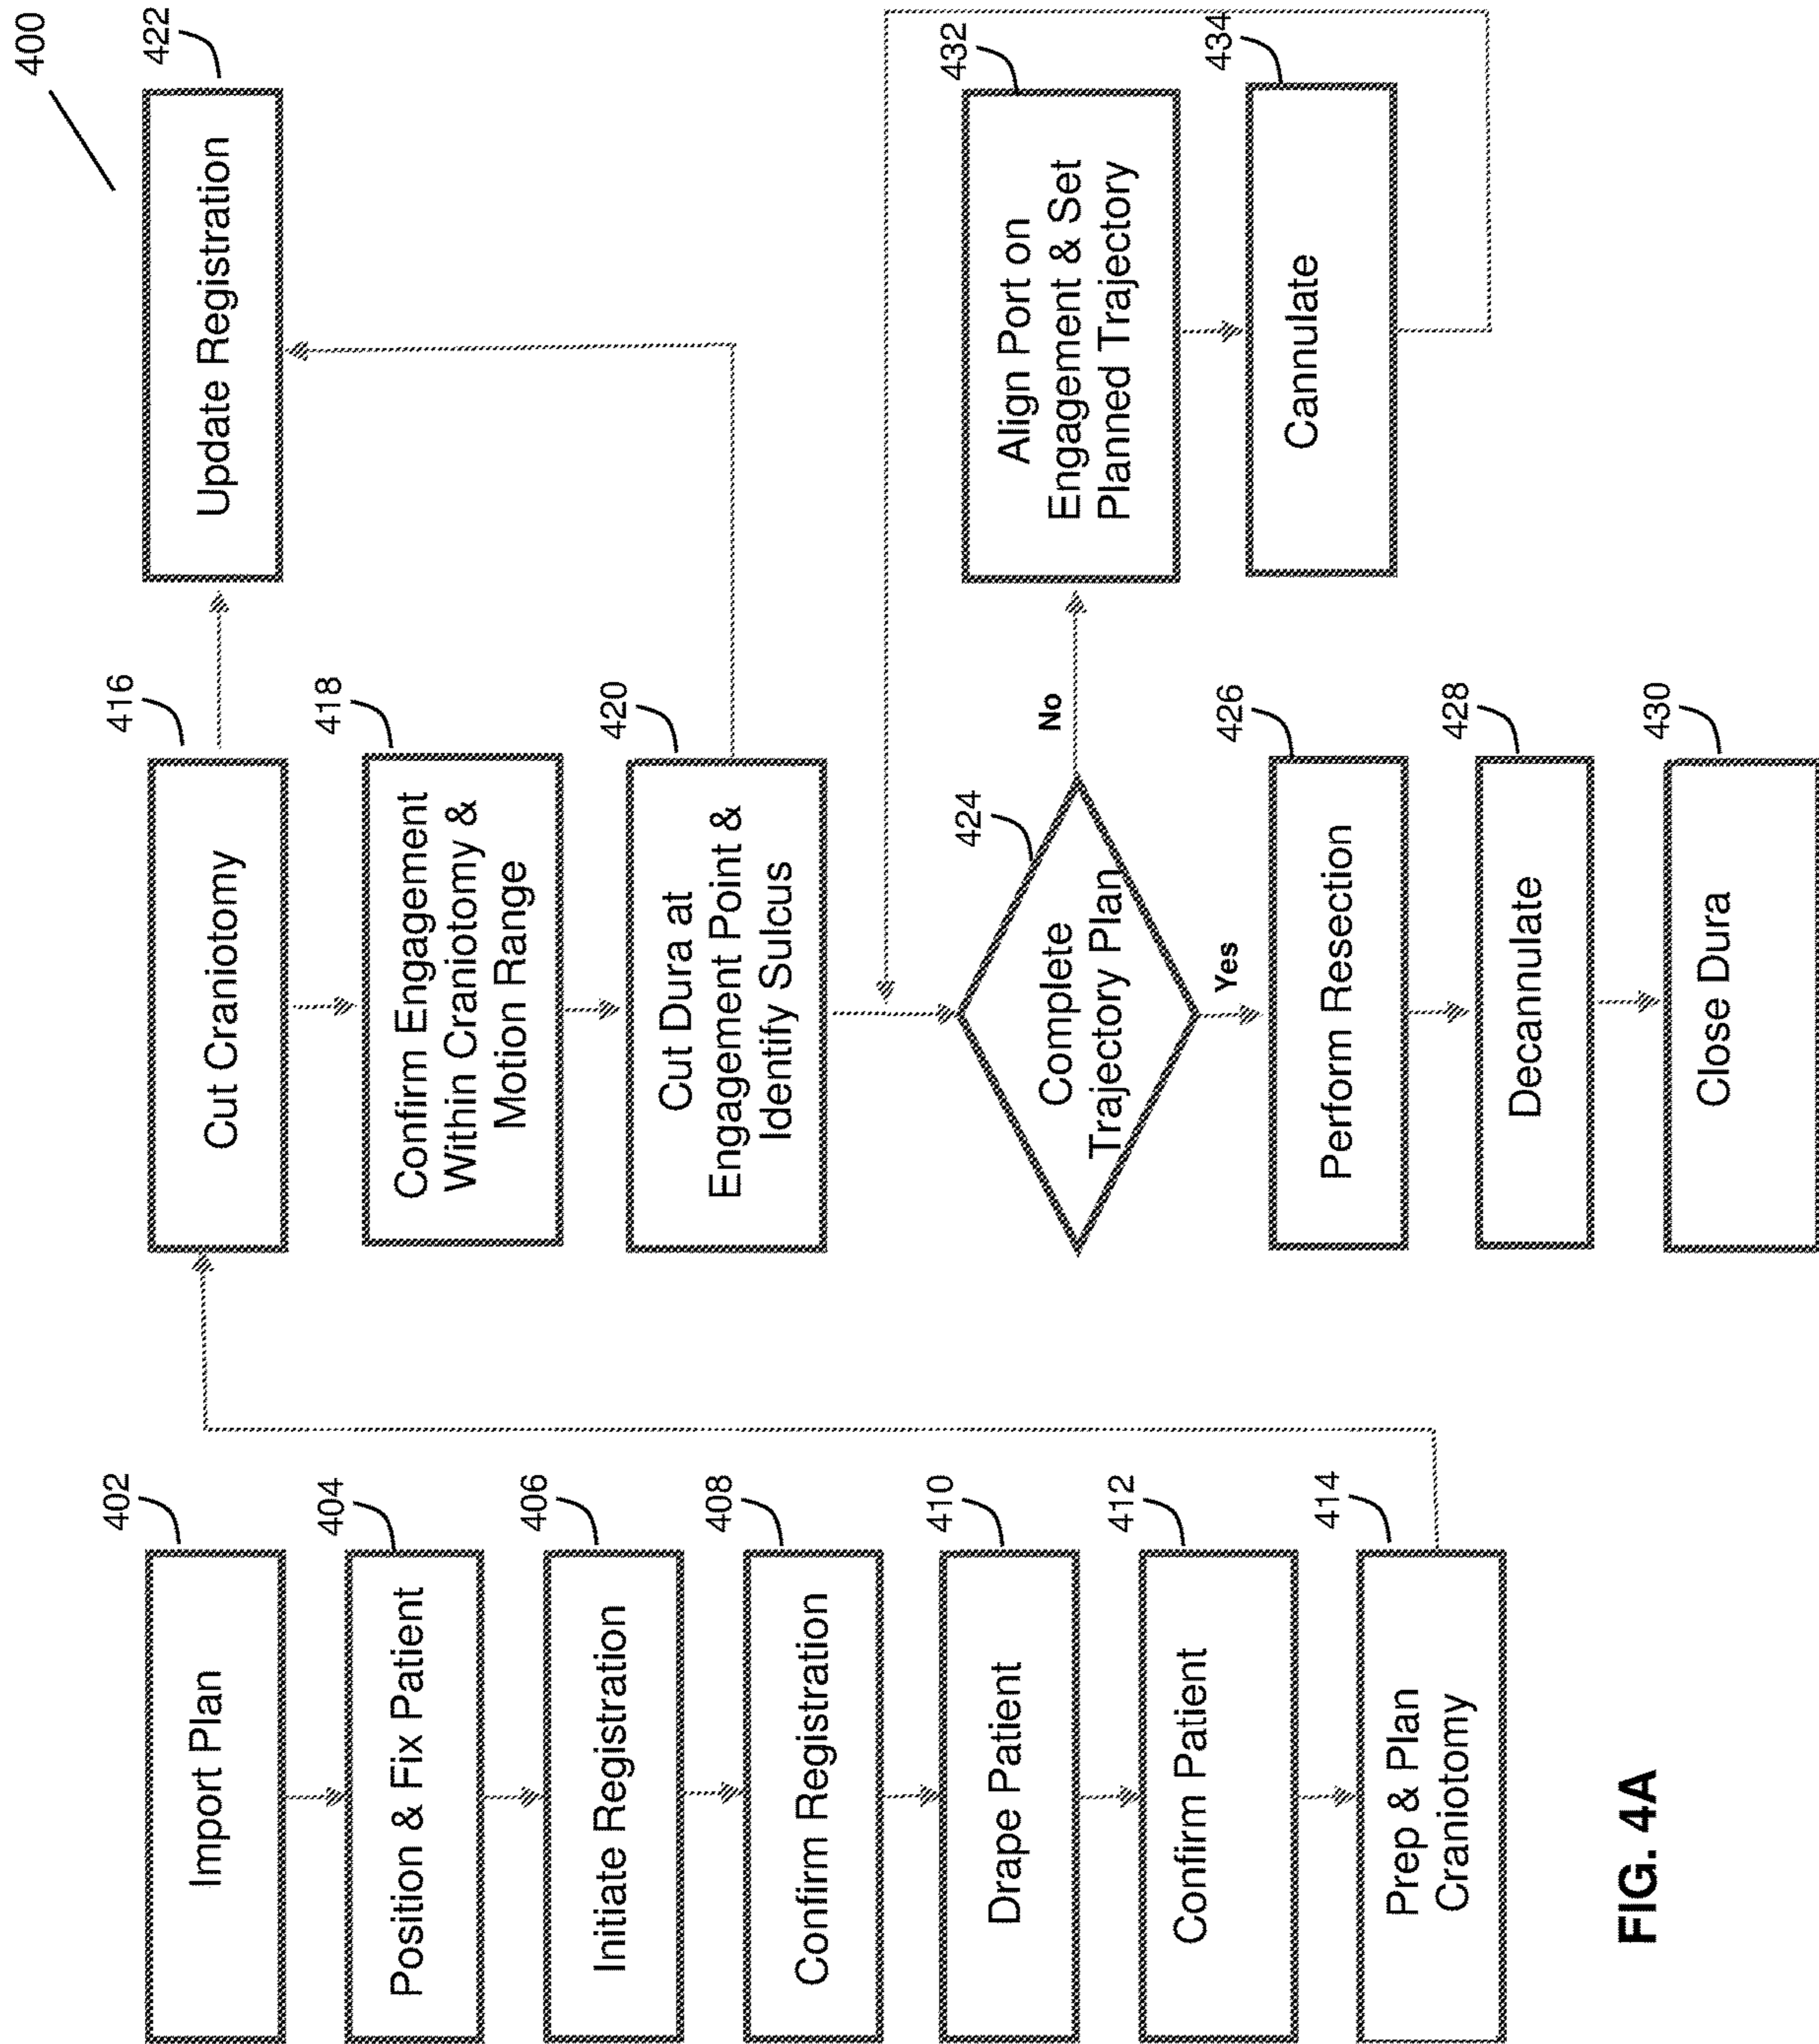 400
402
Import Plan
404
Position & Fix Patient
406
Initiate Registration
408
Confirm Registration
410
Drape Patient
412
Confirm Patient
414
Prep & Plan
Craniotomy
416
Cut Craniotomy
418
Confirm Engagement
Within Craniotomy &
Motion Range
420
Cut Dura at
Engagement Point &
Identify Sulcus
422
Update Registration
424
Complete
Trajectory Plan
No
Yes
426
Perform Resection
428
Decannulate
430
Close Dura
432
Align Port on
Engagement & Set
Planned Trajectory
434
Cannulate
FIG. 4A